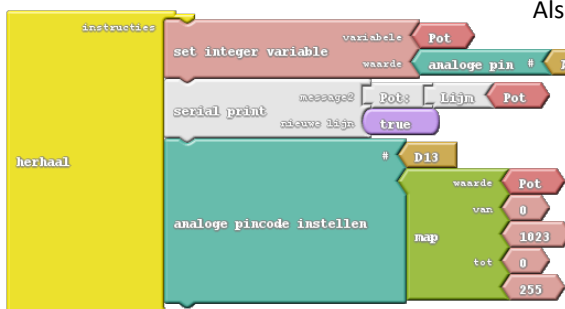 Als
instructies
set integer variable
variabele Pot
waarde analoge pin #
serial print
message2 Pot: Lijn Pot
nieuwe lijn true
herhaal
analoge pincode instellen
# D13
map
waarde Pot
van 0
1023
tot 0
255